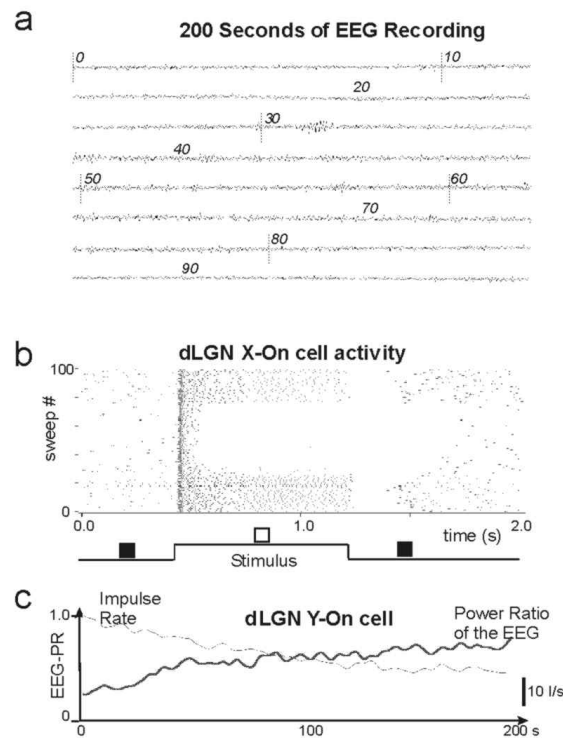 a
200 Seconds of EEG Recording
0
10
20
30
40
50
60
70
80
90
b
dLGN X-On cell activity
100
sweep #
0
0.0
1.0
time (s)
2.0
Stimulus
c
Impulse
Rate
dLGN Y-On cell
Power Ratio
of the EEG
1.0
EEG-PR
10 I/s
0
100
200 s